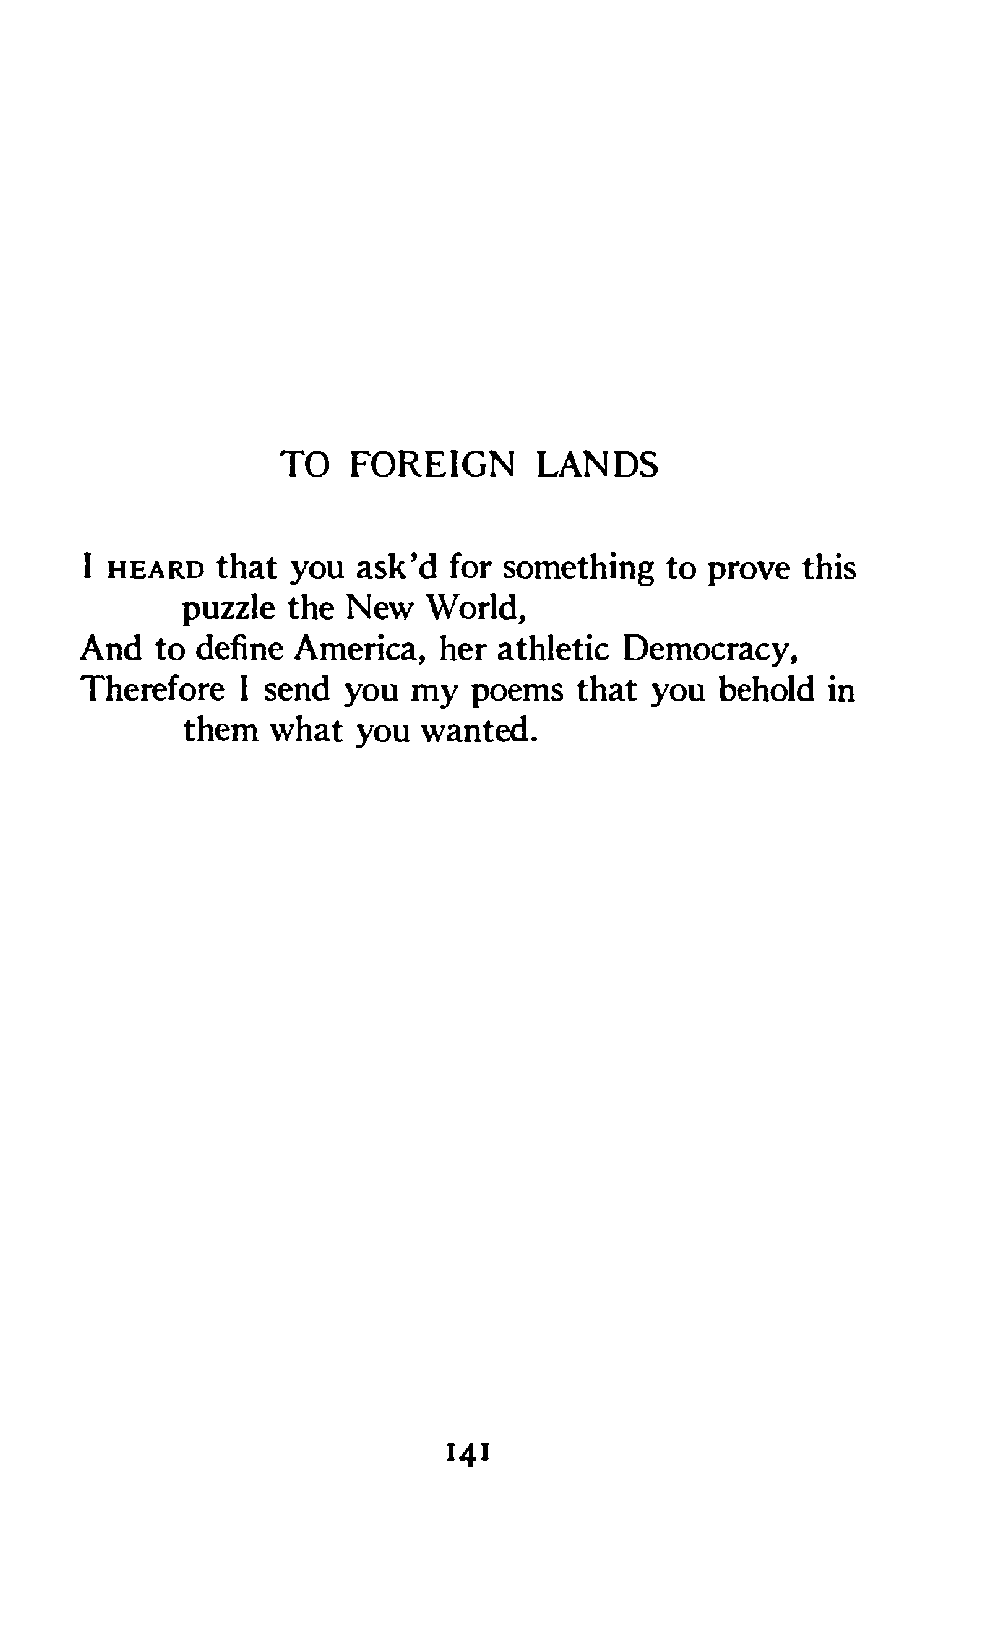 TO FOREIGN LANDS
I HEARD that you ask'd for something to prove this
puzzle the New World,
And to define America, her athletic Democracy,
Therefore I send you my poems that you behold in
them what you wanted.
141